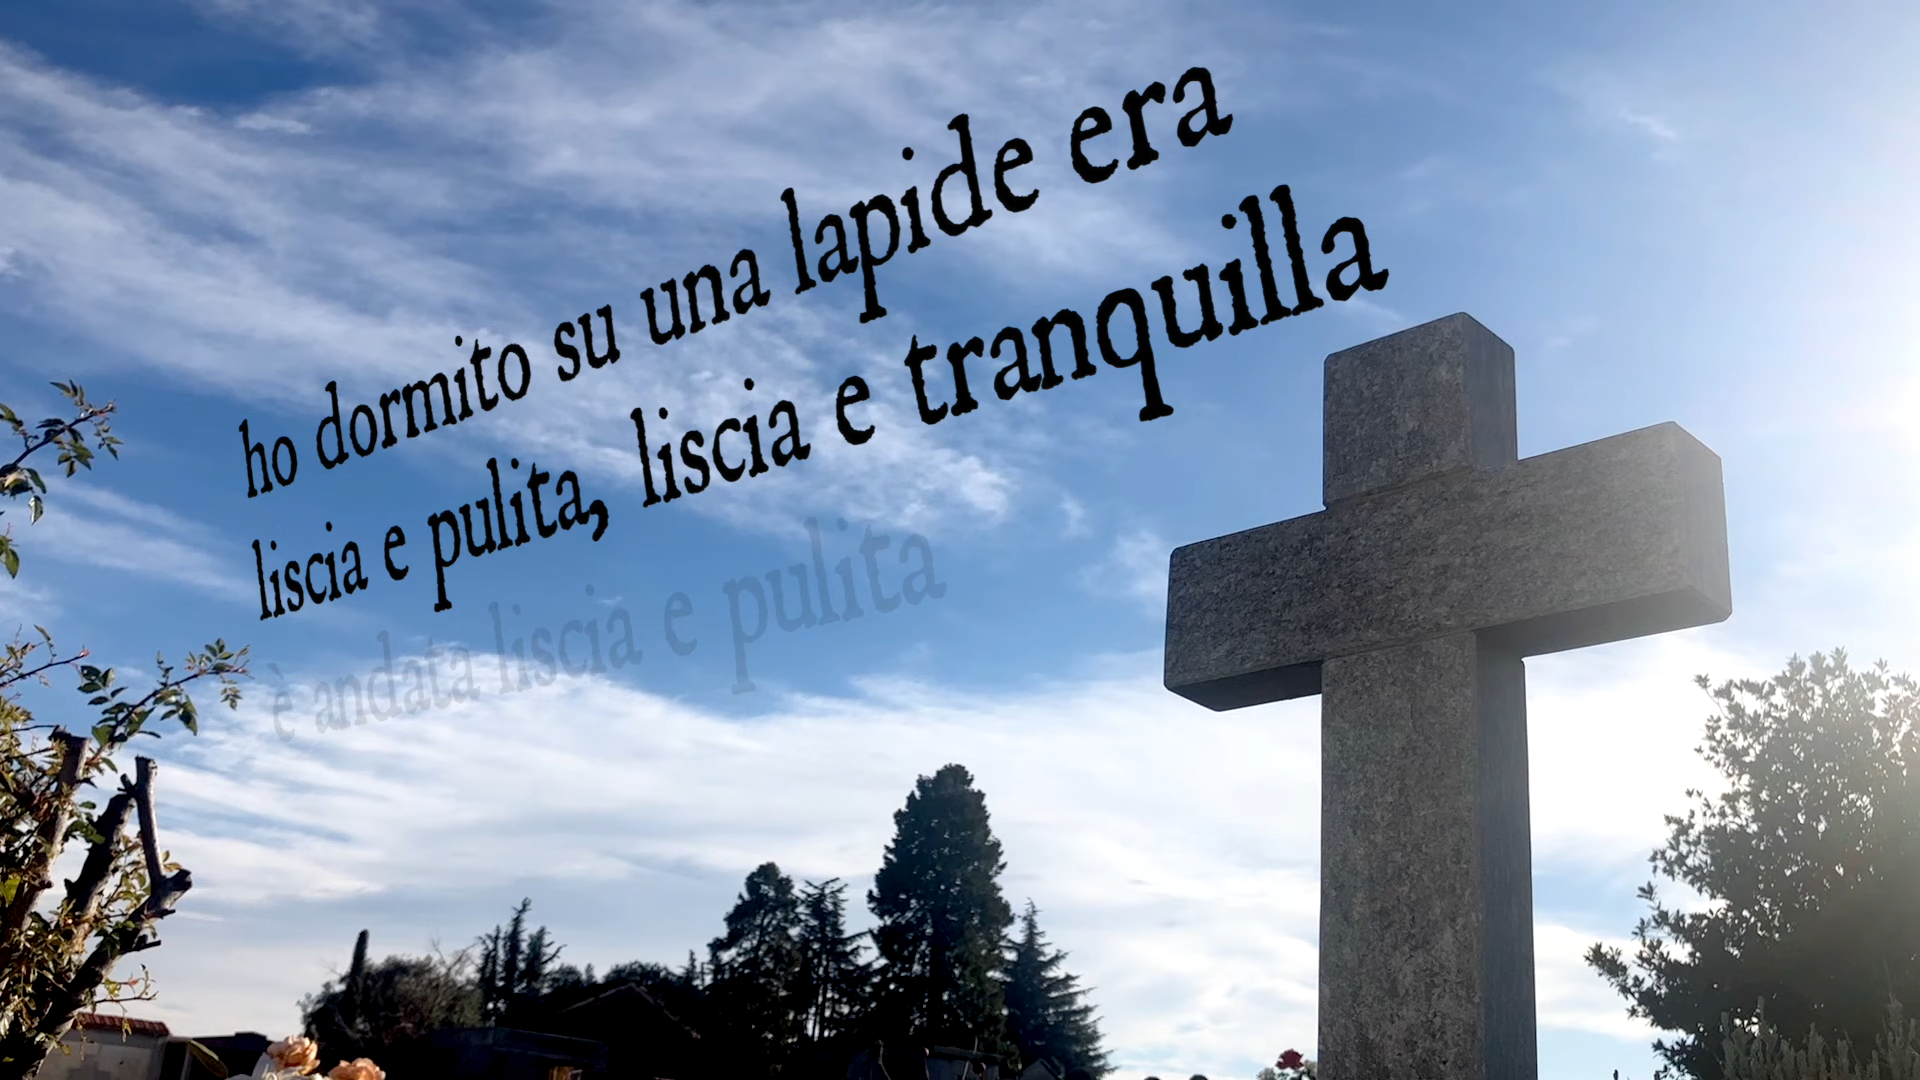 ho dormito su una lapide era
liscia e pulita, liscia e tranquilla
è andata liscia e pulita